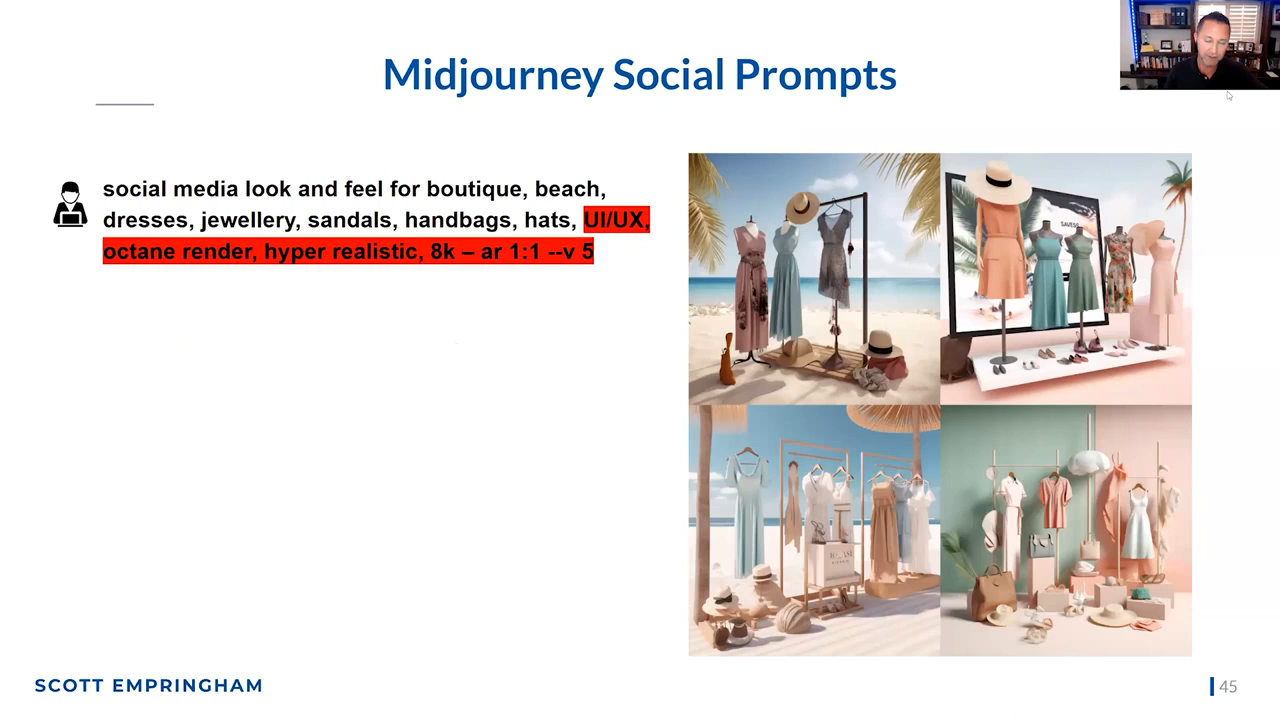 Midjourney Social Prompts
social media look and feel for boutique, beach,
dresses, jewellery, sandals, handbags, hats, UI/UX,
octane render, hyper realistic, 8k – ar 1:1 --v 5
SCOTT EMPRINGHAM
45